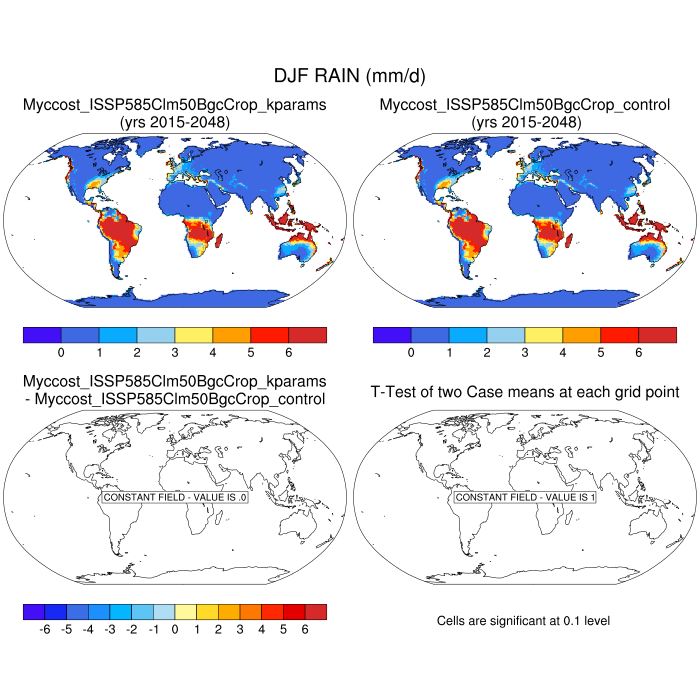 DJF RAIN (mm/d)
Myccost_ISSP585Clm50BgcCrop_kparams
(yrs 2015-2048)
Myccost_ISSP585Clm50BgcCrop_control
(yrs 2015-2048)
0 1 2 3 4 5 6
0 1 2 3 4 5 6
Myccost_ISSP585Clm50BgcCrop_kparams
- Myccost_ISSP585Clm50BgcCrop_control
T-Test of two Case means at each grid point
CONSTANT FIELD - VALUE IS .0
CONSTANT FIELD - VALUE IS 1
-6 -5 -4 -3 -2 -1 0 1 2 3 4 5 6
Cells are significant at 0.1 level